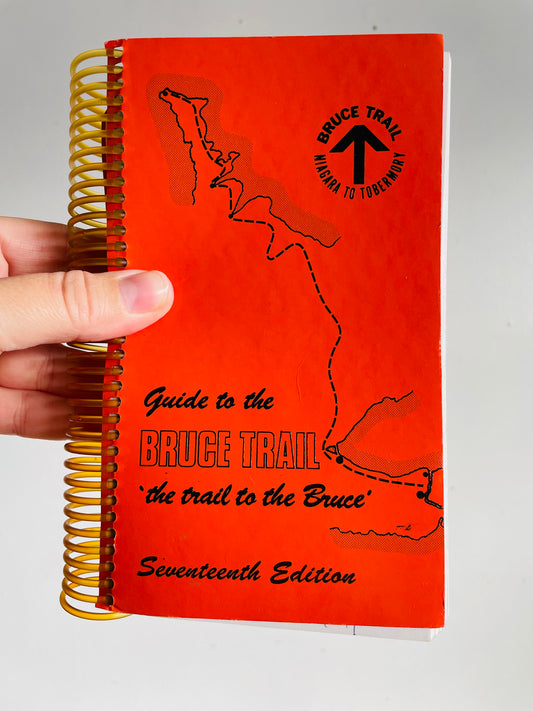 BRUCE TRAIL
NIAGARA TO TOBERMORY
Guide to the
BRUCE TRAIL
'the trail to the Bruce'
Seventeenth Edition